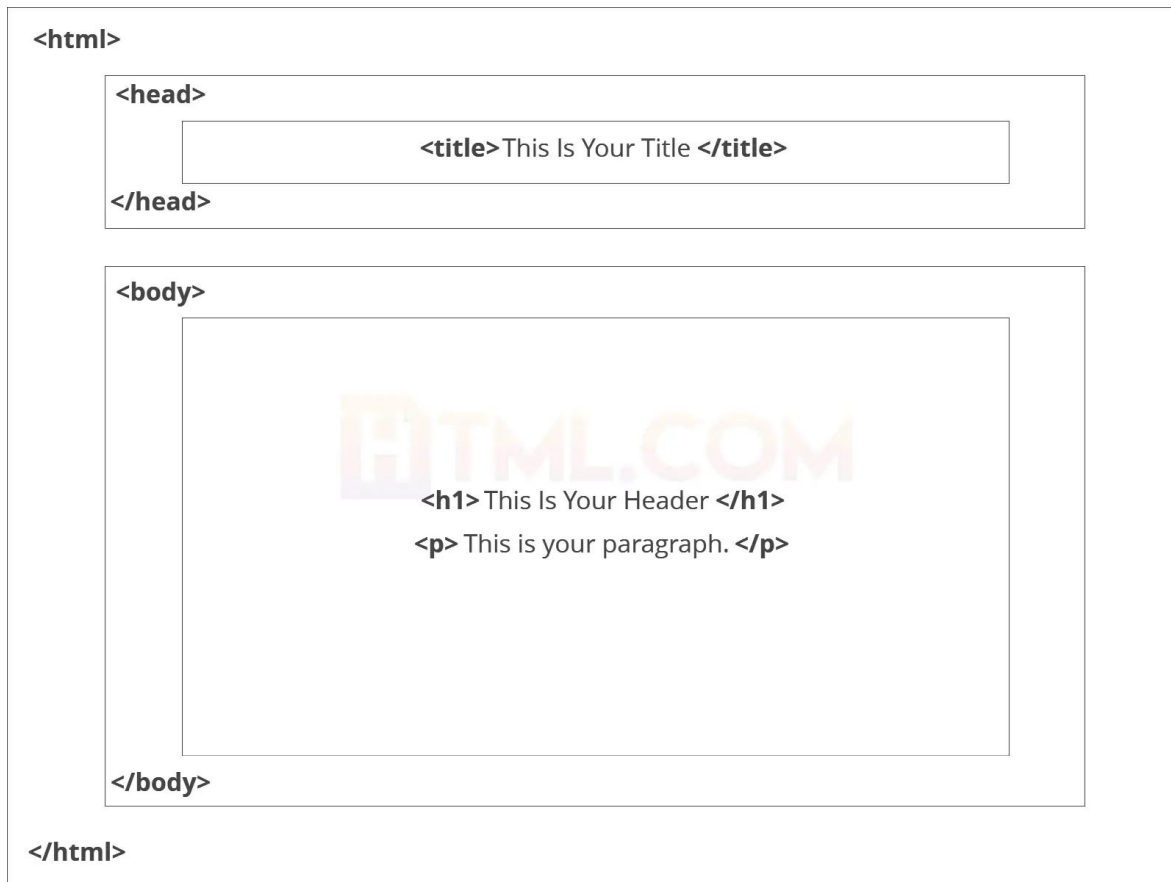 <html>
<head>
<title>This Is Your Title </title>
</head>
<body>
HTML.COM
<h1> This Is Your Header </h1>
<p> This is your paragraph. </p>
</body>
</html>